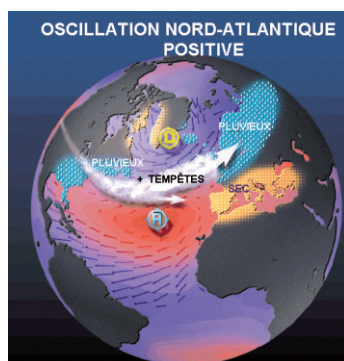 OSCILLATION NORD-ATLANTIQUE
POSITIVE
D
PLUVIEUX
PLUVIEUX
+ TEMPÊTES
SEC
A